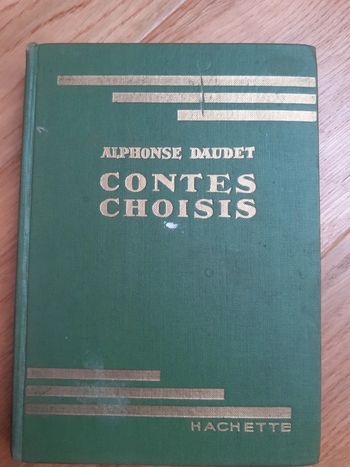 ALPHONSE DAUDET
CONTES
CHOISIS
HACHETTE